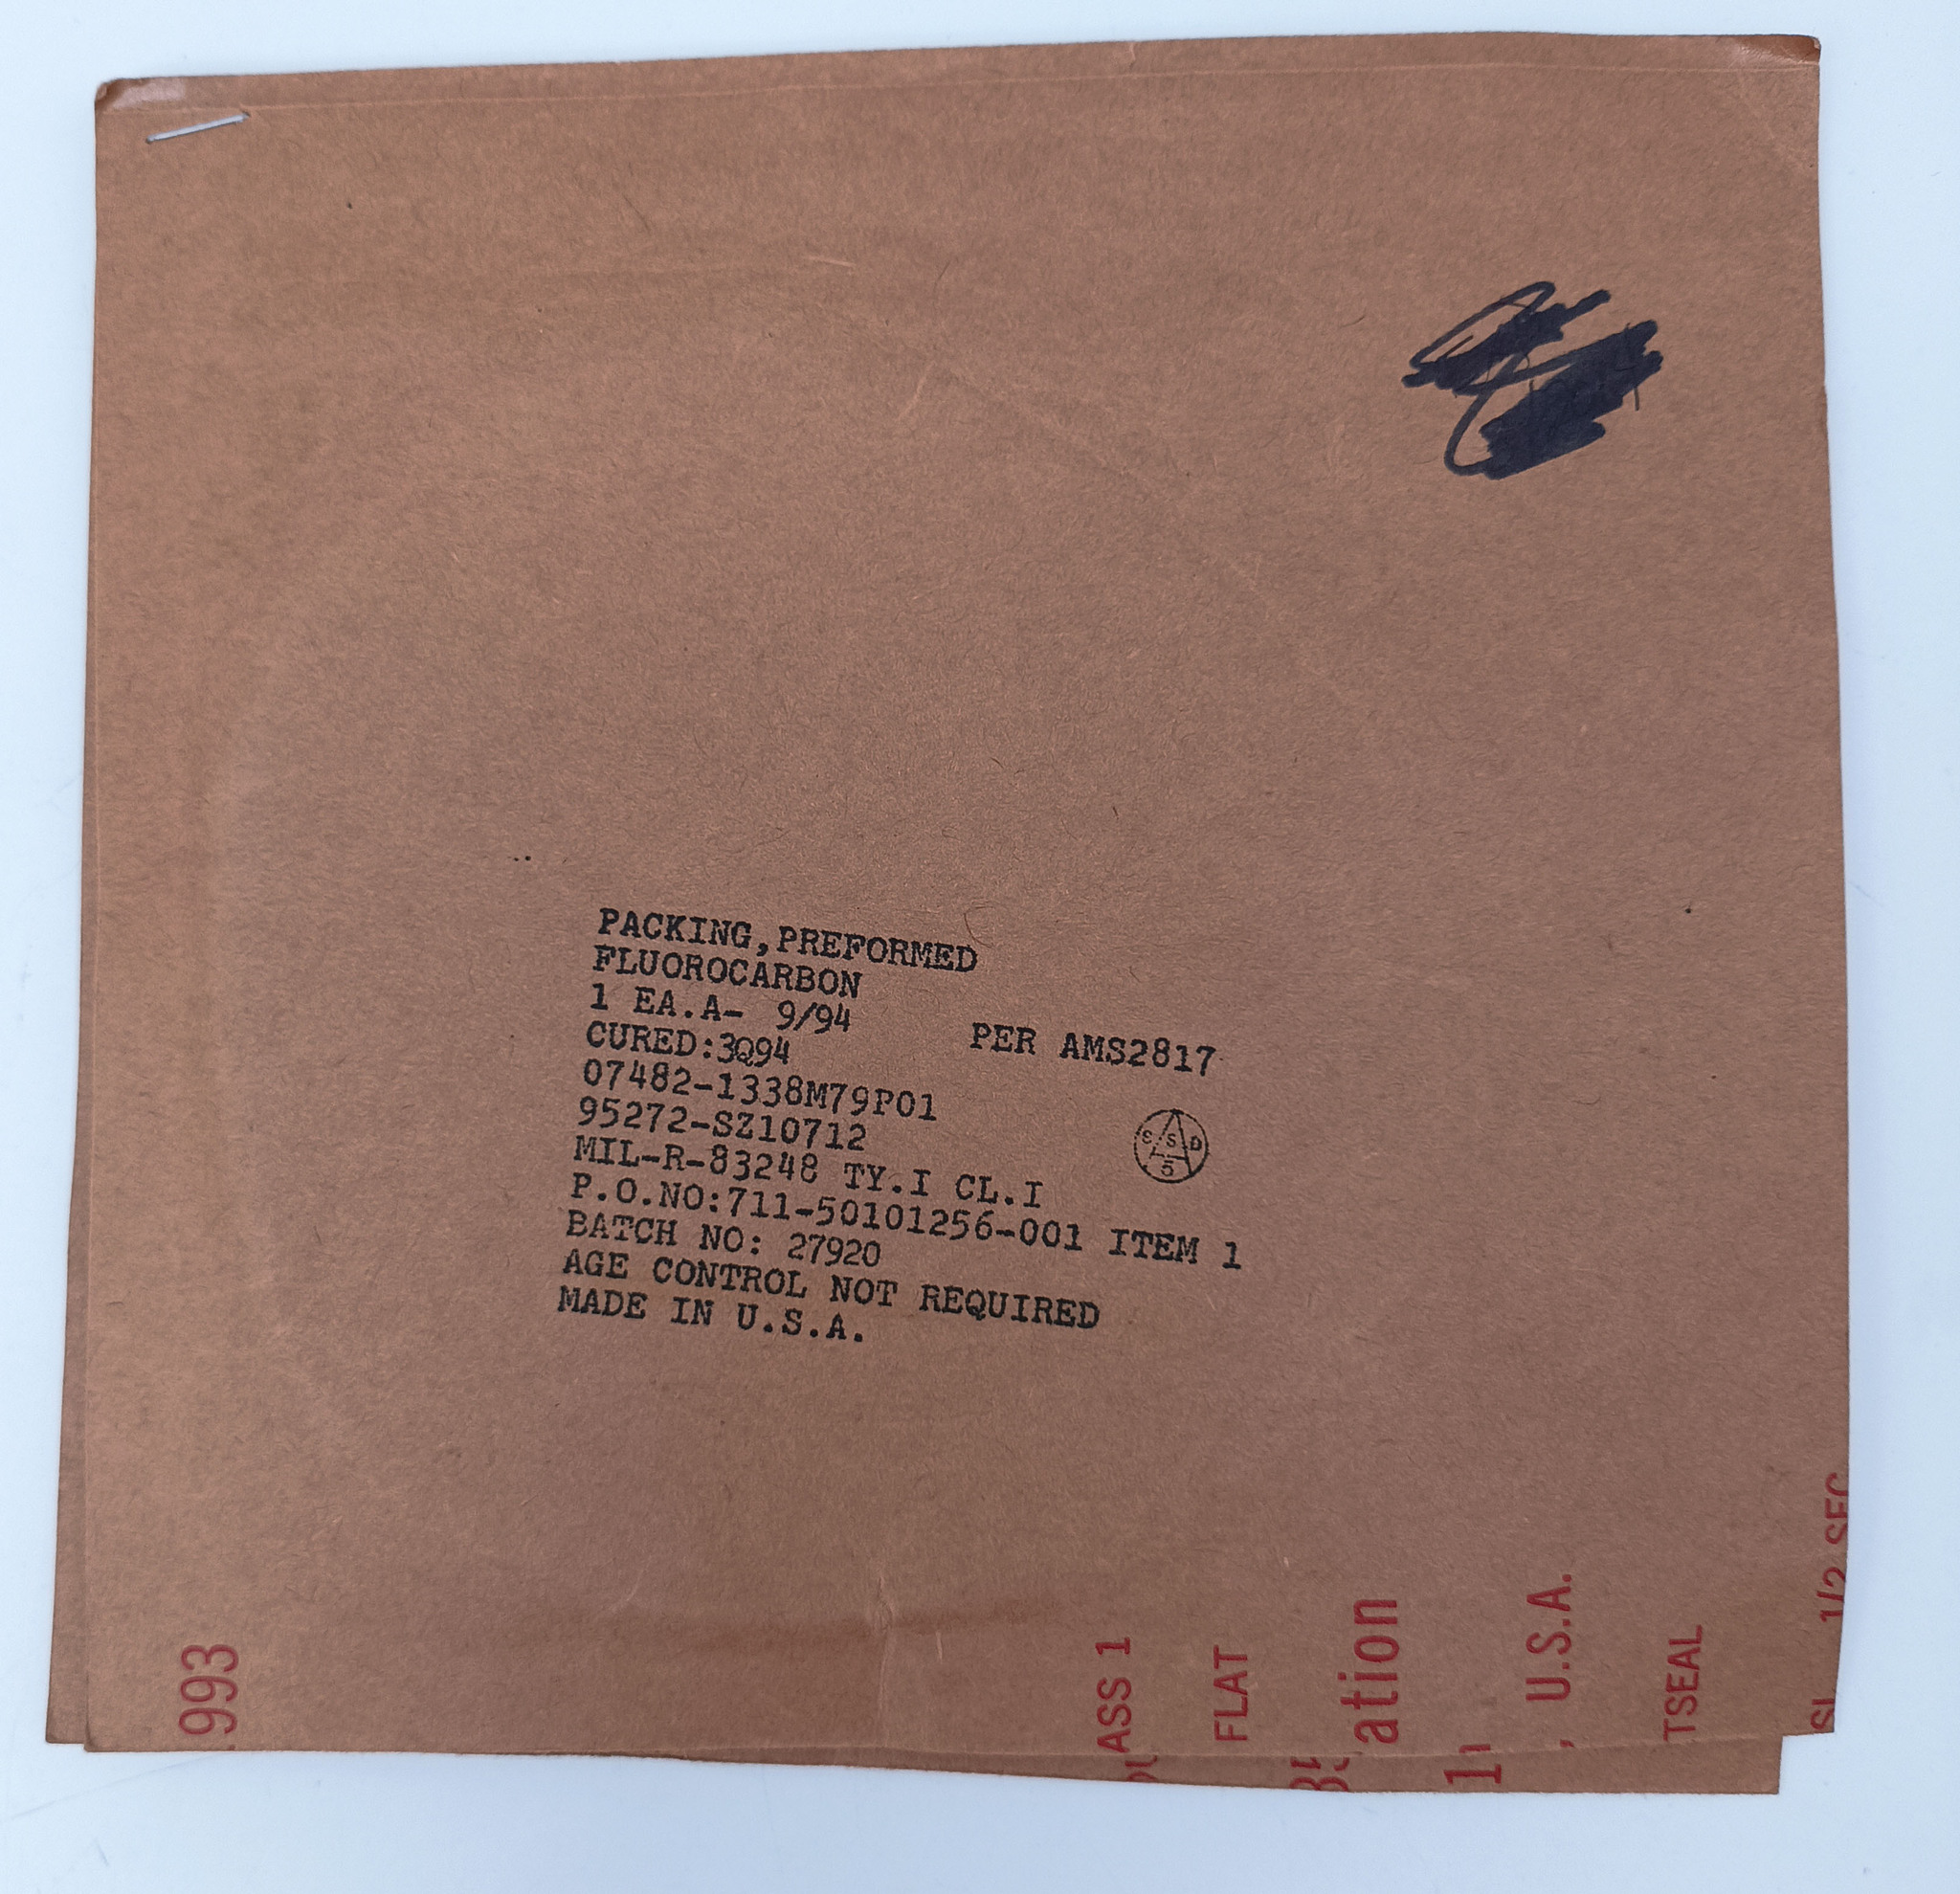 PACKING,PREFORMED
FLUOROCARBON
1 EA.A- 9/94 PER AMS2817
CURED:3Q94
07482-1338M79P01
95272-SZ10712
MIL-R-83248 TY.I CL.I
P.O.NO:711-50101256-001 ITEM 1
BATCH NO: 27920
AGE CONTROL NOT REQUIRED
MADE IN U.S.A.
C S A D
5
993
ASS 1
FLAT
ation
, U.S.A.
TSEAL
1/2 SEC